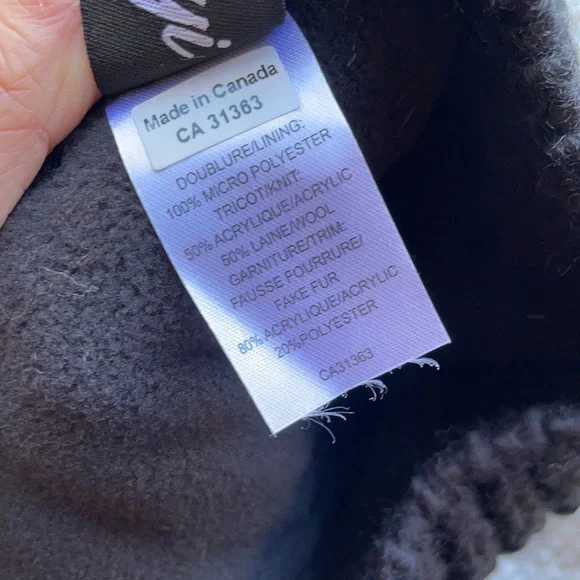 Made in Canada
CA 31363
DOUBLURE/LINING:
100% MICRO POLYESTER
TRICOT/KNIT:
50% ACRYLIQUE/ACRYLIC
50% LAINE/WOOL
GARNITURE/TRIM:
FAUSSE FOURRURE/
FAKE FUR
80% ACRYLIQUE/ACRYLIC
20%POLYESTER
CA31363